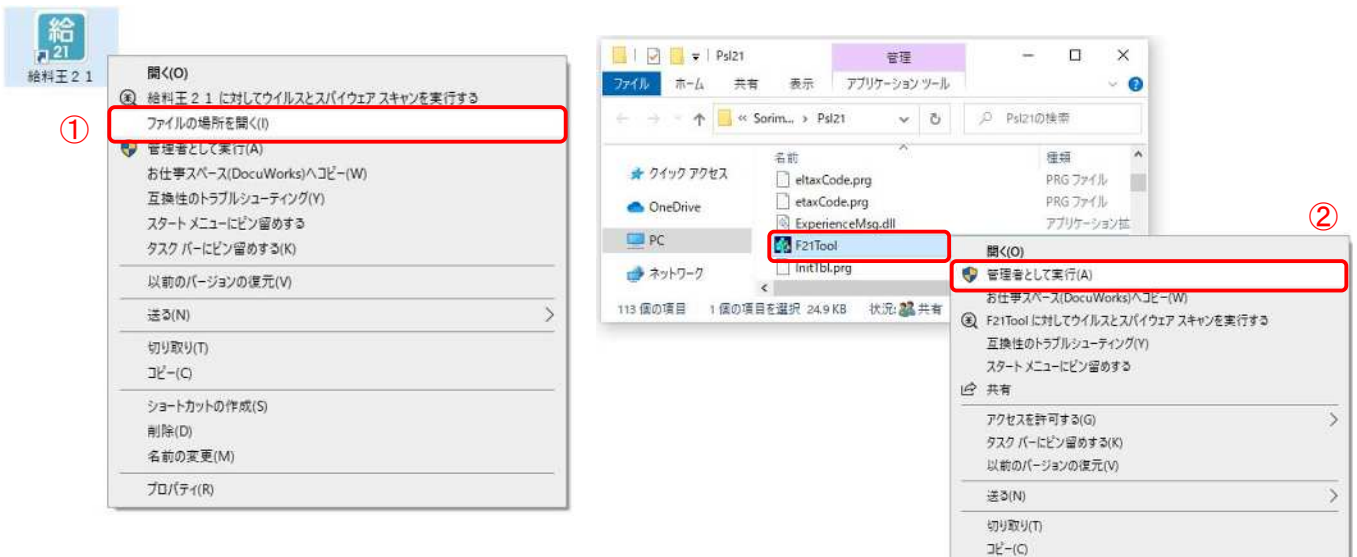 給
21
給料王21
①
開く(O)
給料王21に対してウイルスとスパイウェア スキャンを実行する
ファイルの場所を開く(I)
管理者として実行(A)
お仕事スペース(DocuWorks)へコピー(W)
互換性のトラブルシューティング(Y)
スタート メニューにピン留めする
タスク バーにピン留めする(K)
以前のバージョンの復元(V)
送る(N)
切り取り(T)
コピー(C)
ショートカットの作成(S)
削除(D)
名前の変更(M)
プロパティ(R)
Psl21 管理
ファイル ホーム 共有 表示 アプリケーション ツール
« Sorim... › Psl21 Psl21の検索
名前 種類
クイック アクセス
OneDrive
PC
ネットワーク
eltaxCode.prg PRG ファイル
etaxCode.prg PRG ファイル
ExperienceMsg.dll アプリケーション拡
F21Tool
InitTbl.prg
113 個の項目 1 個の項目を選択 24.9 KB 状況: 共有
②
開く(O)
管理者として実行(A)
お仕事スペース(DocuWorks)へコピー(W)
F21Tool に対してウイルスとスパイウェア スキャンを実行する
互換性のトラブルシューティング(Y)
スタート メニューにピン留めする
共有
アクセスを許可する(G)
タスク バーにピン留めする(K)
以前のバージョンの復元(V)
送る(N)
切り取り(T)
コピー(C)